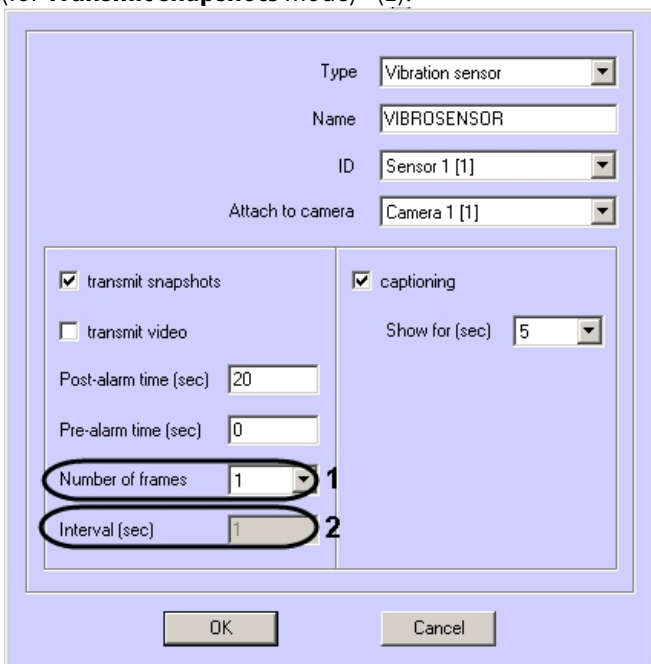 (for Transmit snapshots mode) - (2).
Type Vibration sensor
Name VIBROSENSOR
ID Sensor 1 [1]
Attach to camera Camera 1 [1]
transmit snapshots
transmit video
Post-alarm time (sec) 20
Pre-alarm time (sec) 0
Number of frames 1 1
Interval (sec) 1 2
captioning
Show for (sec) 5
OK Cancel